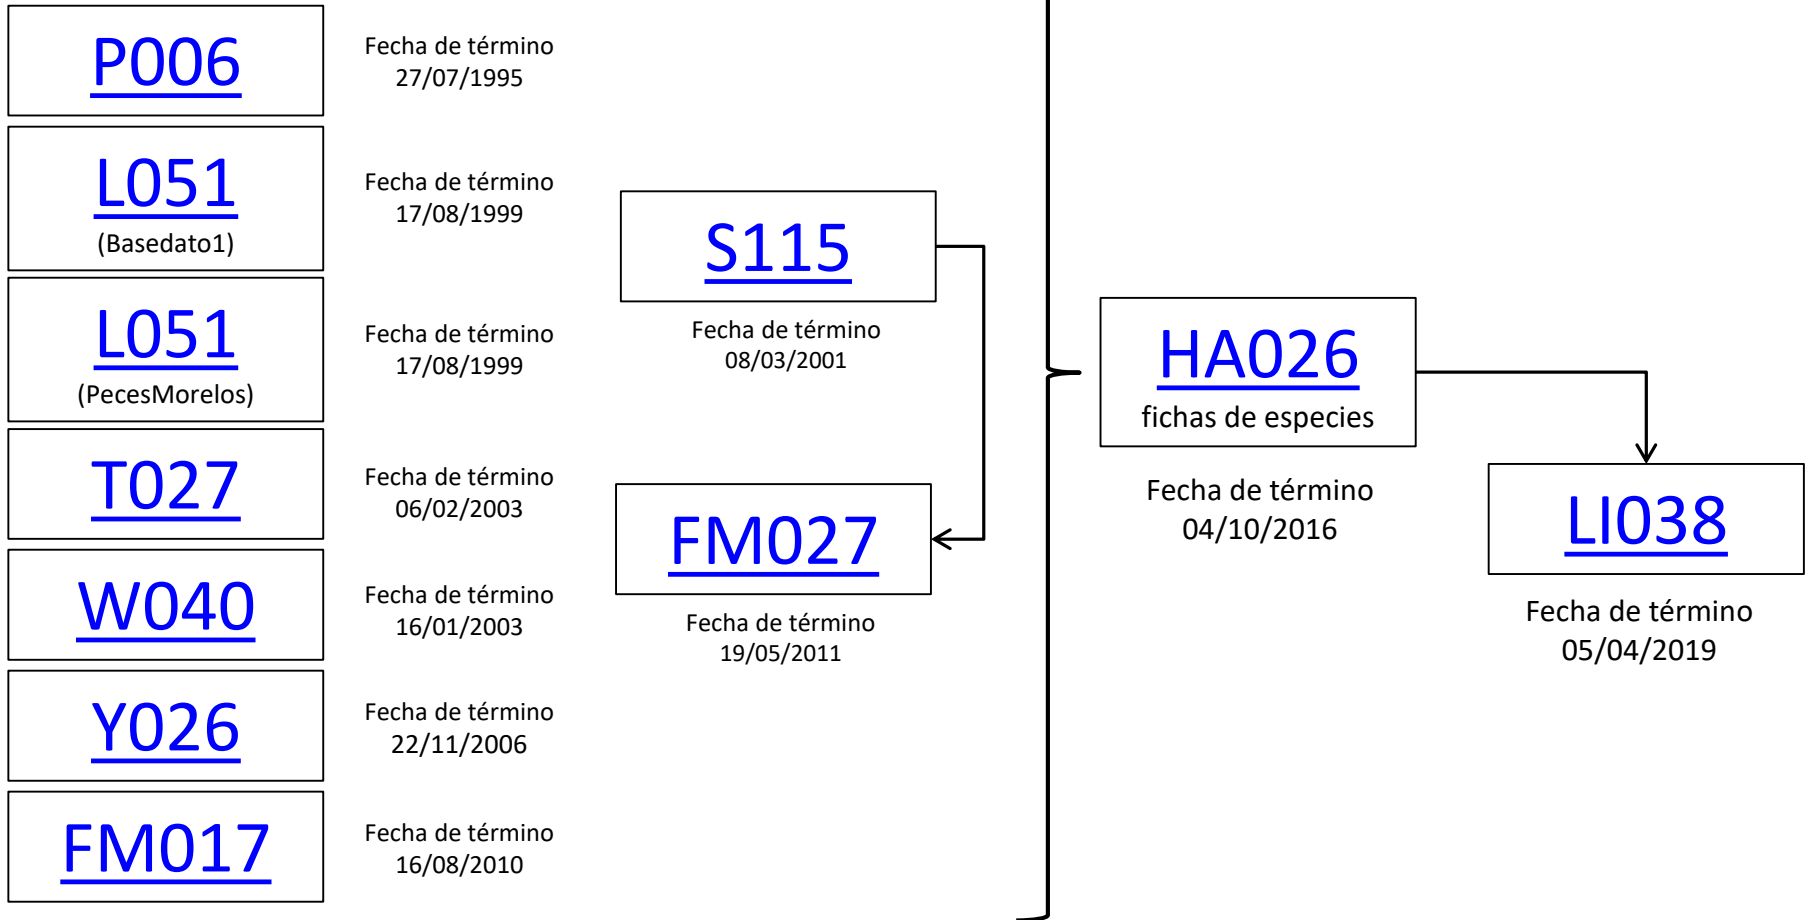 P006
Fecha de término
27/07/1995
L051
(Basedato1)
Fecha de término
17/08/1999
L051
(PecesMorelos)
Fecha de término
17/08/1999
T027
Fecha de término
06/02/2003
W040
Fecha de término
16/01/2003
Y026
Fecha de término
22/11/2006
FM017
Fecha de término
16/08/2010
S115
Fecha de término
08/03/2001
FM027
Fecha de término
19/05/2011
HA026
fichas de especies
Fecha de término
04/10/2016
LI038
Fecha de término
05/04/2019